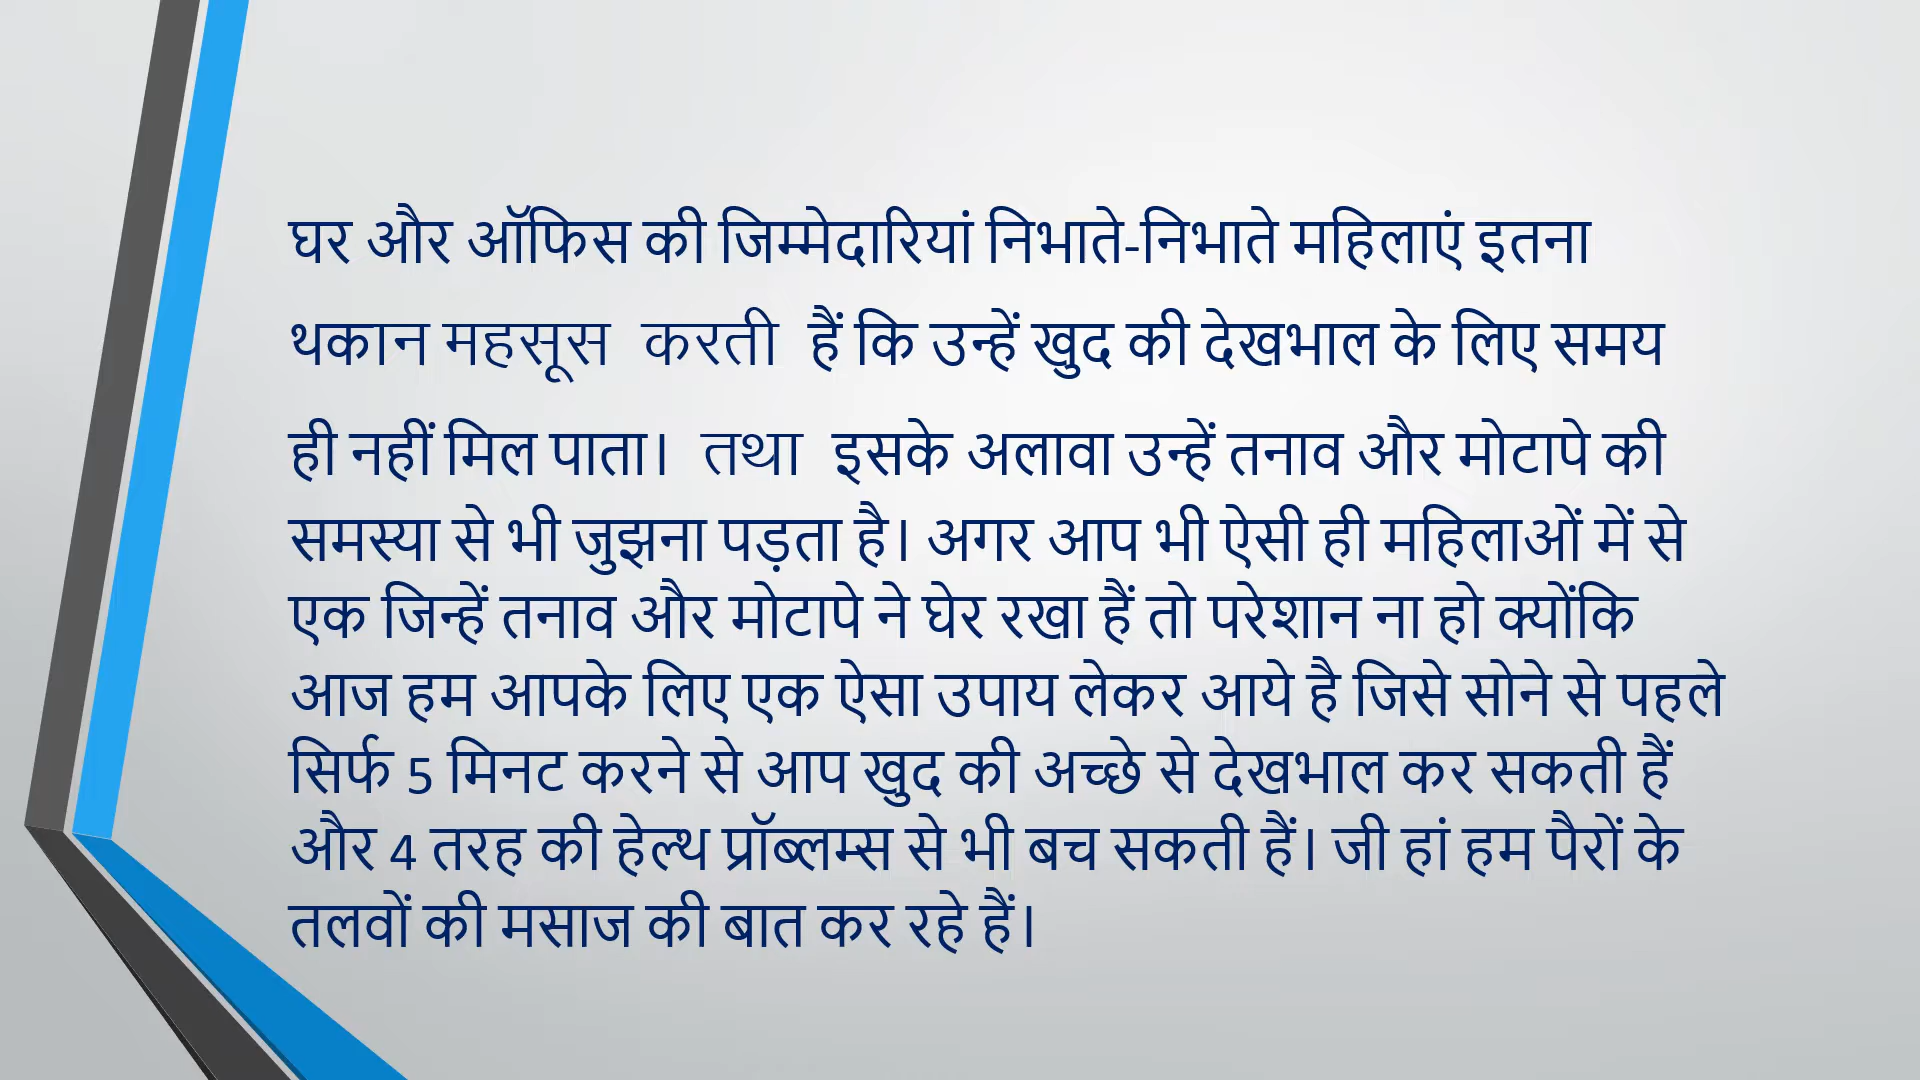 घर और ऑफिस की जिम्मेदारियां निभाते-निभाते महिलाएं इतना
थकान महसूस करती हैं कि उन्हें खुद की देखभाल के लिए समय
ही नहीं मिल पाता। तथा इसके अलावा उन्हें तनाव और मोटापे की
समस्या से भी जुझना पड़ता है। अगर आप भी ऐसी ही महिलाओं में से
एक जिन्हें तनाव और मोटापे ने घेर रखा हैं तो परेशान ना हो क्योंकि
आज हम आपके लिए एक ऐसा उपाय लेकर आये है जिसे सोने से पहले
सिर्फ 5 मिनट करने से आप खुद की अच्छे से देखभाल कर सकती हैं
और 4 तरह की हेल्थ प्रॉब्लम्स से भी बच सकती हैं। जी हां हम पैरों के
तलवों की मसाज की बात कर रहे हैं।